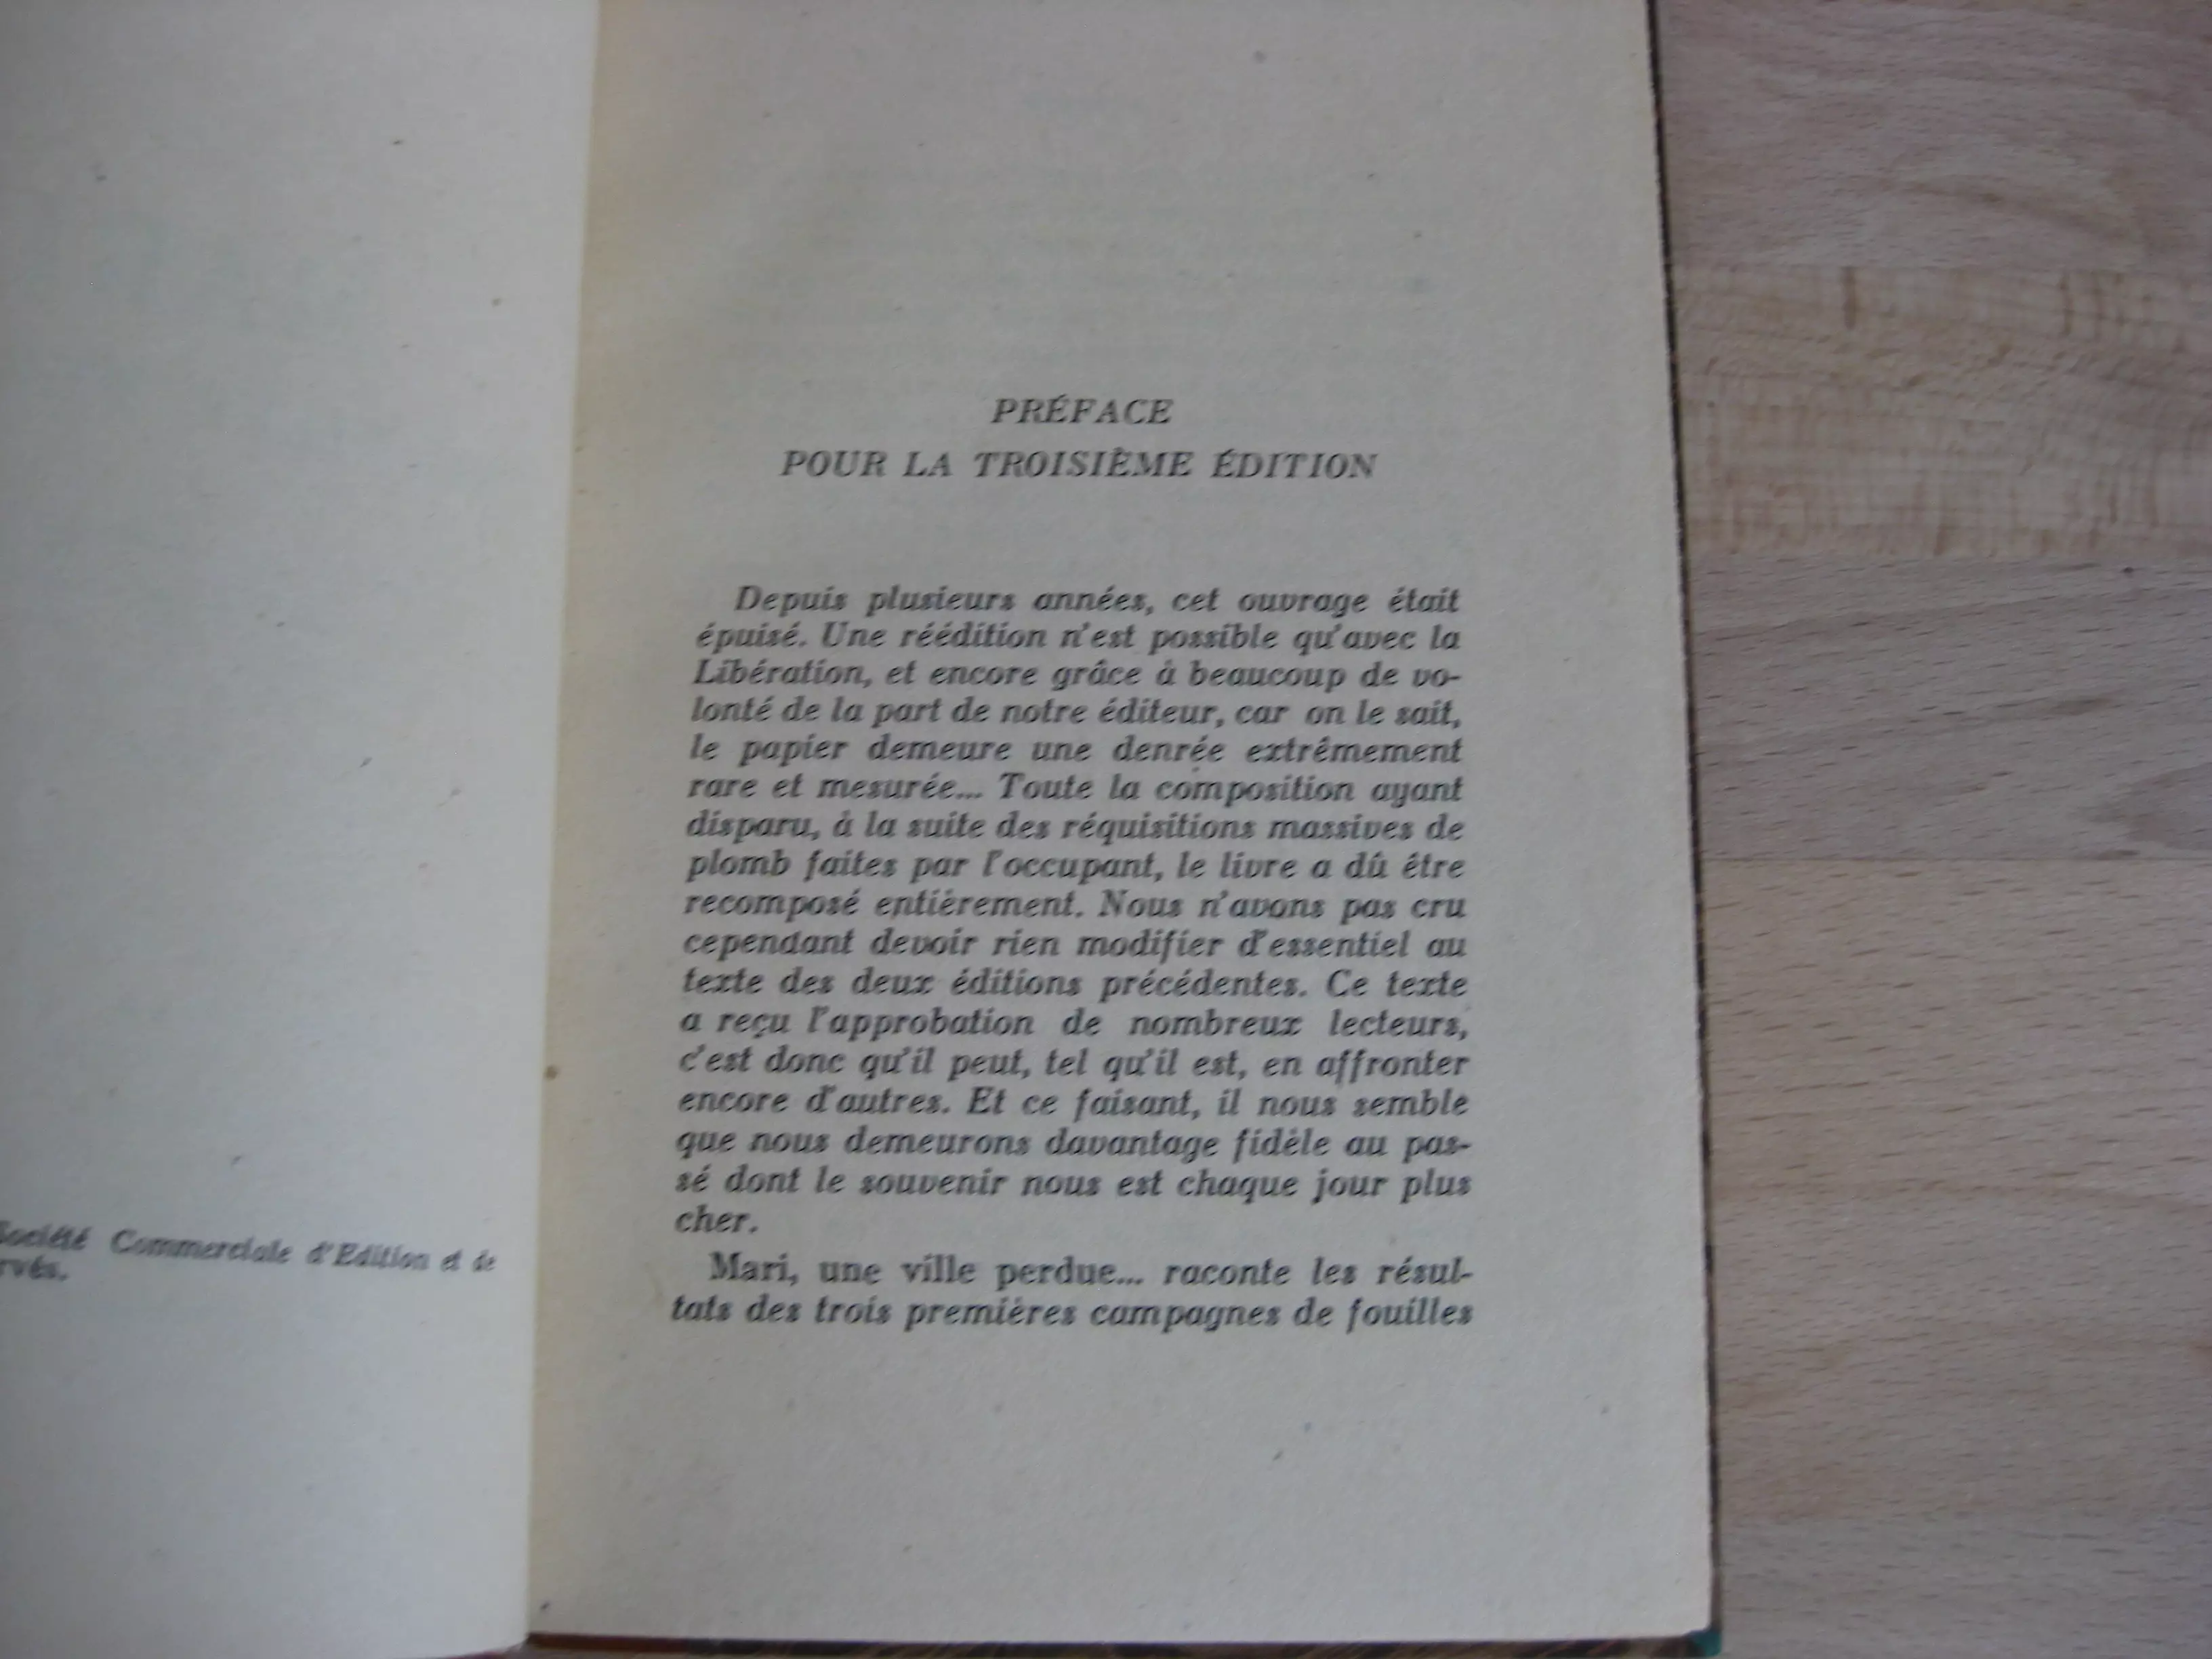 Société Commerciale d'Edition et de
rvés.
PRÉFACE
POUR LA TROISIÈME ÉDITION
Depuis plusieurs années, cet ouvrage était
épuisé. Une réédition n'est possible qu'avec la
Libération, et encore grâce à beaucoup de vo-
lonté de la part de notre éditeur, car on le sait,
le papier demeure une denrée extrêmement
rare et mesurée... Toute la composition ayant
disparu, à la suite des réquisitions massives de
plomb faites par l'occupant, le livre a dû être
recomposé entièrement. Nous n'avons pas cru
cependant devoir rien modifier d'essentiel au
texte des deux éditions précédentes. Ce texte
a reçu l'approbation de nombreux lecteurs,
c'est donc qu'il peut, tel qu'il est, en affronter
encore d'autres. Et ce faisant, il nous semble
que nous demeurons davantage fidèle au pas-
sé dont le souvenir nous est chaque jour plus
cher.
Mari, une ville perdue... raconte les résul-
tats des trois premières campagnes de fouilles